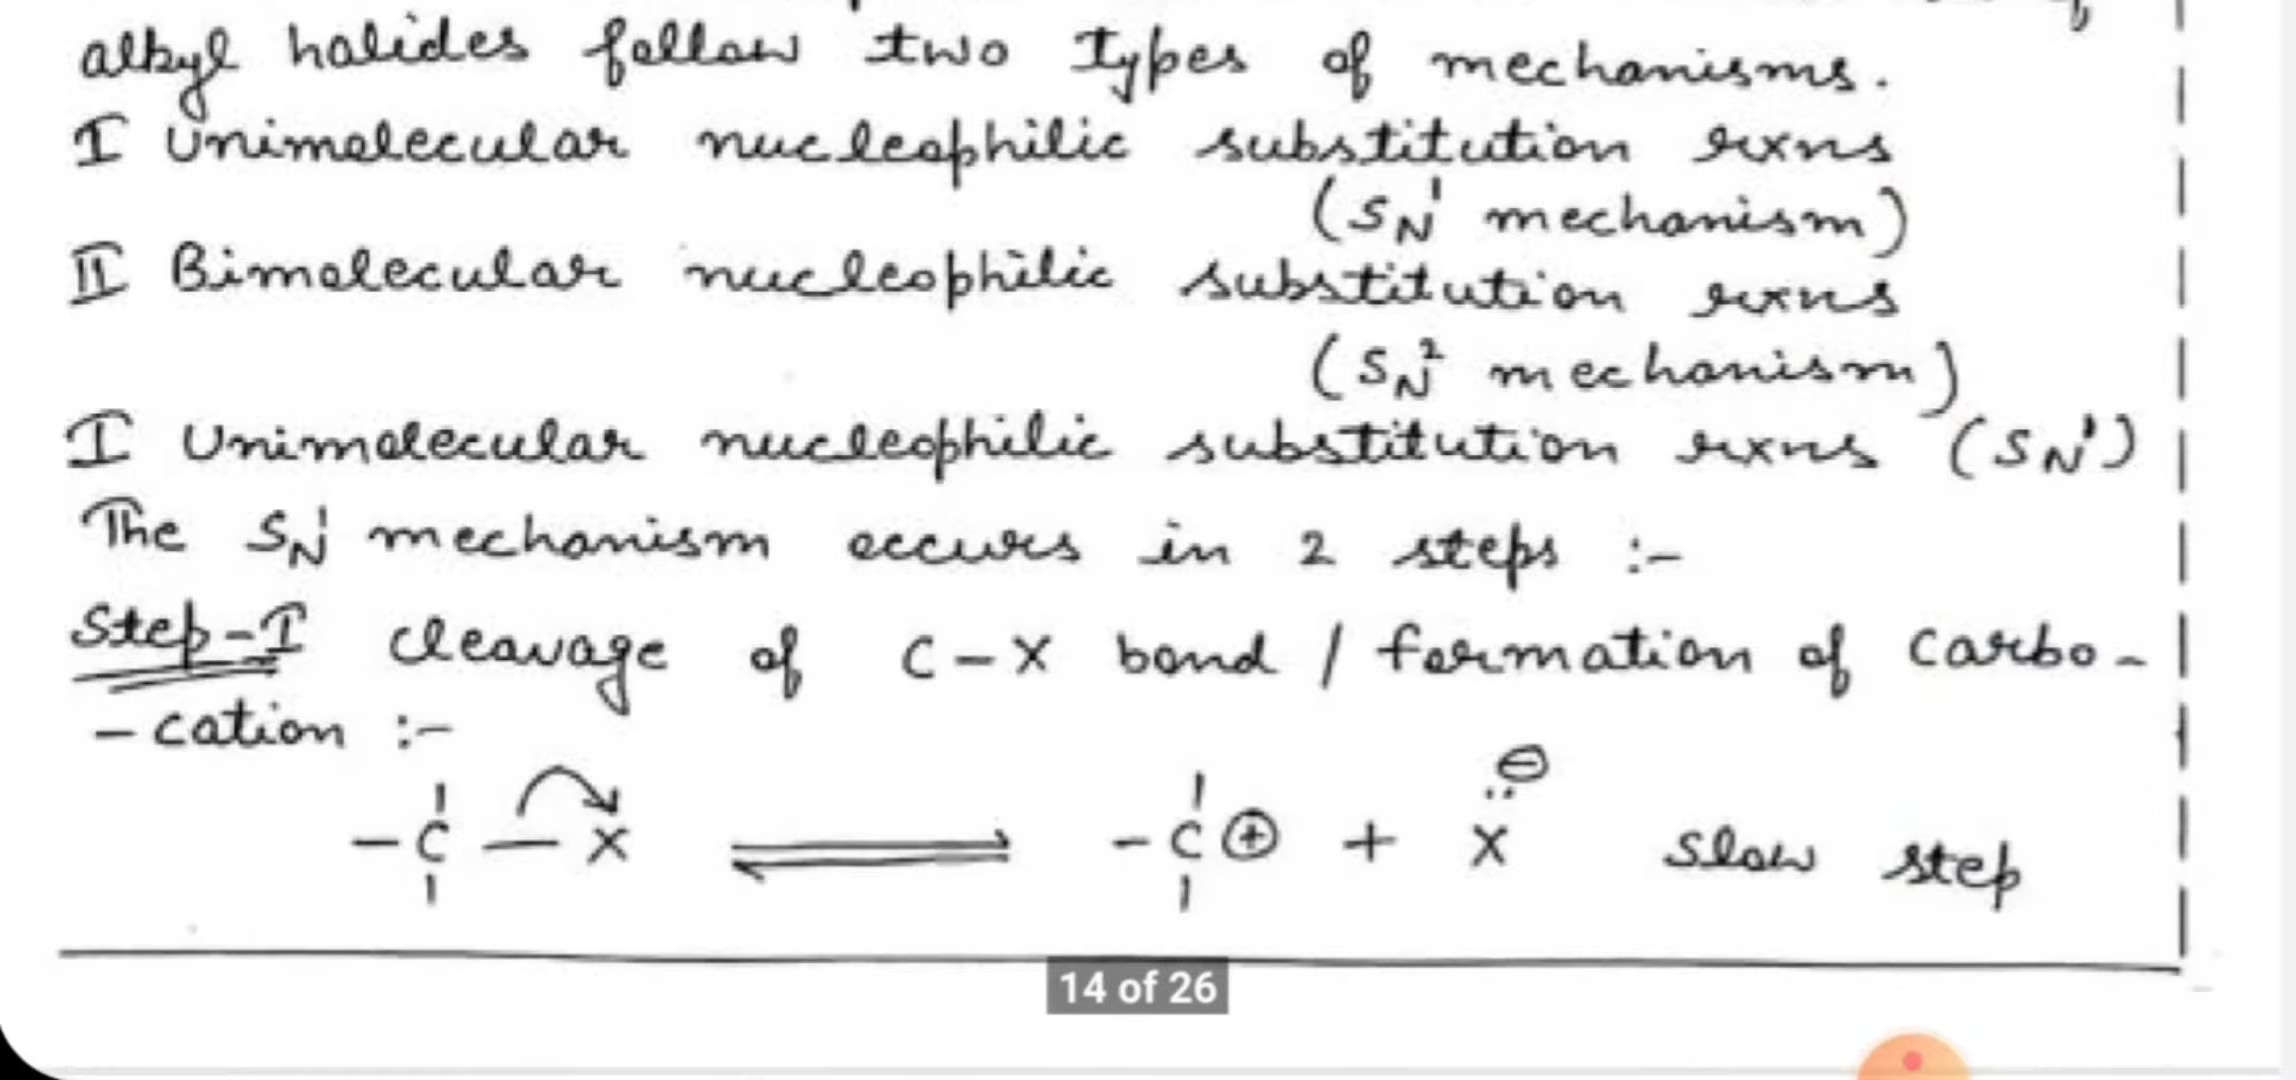 alkyl halides follow two types of mechanisms.
I Unimolecular nucleophilic substitution rxns
(SN¹ mechanism)
II Bimolecular nucleophilic substitution rxns
(SN² mechanism)
I Unimolecular nucleophilic substitution rxns (SN¹)
The SN¹ mechanism occurs in 2 steps :-
Step-I cleavage of C-X bond / formation of carbo-
-cation :-
-C-X ⇌ -C⊕ + X:⊖ slow step
14 of 26